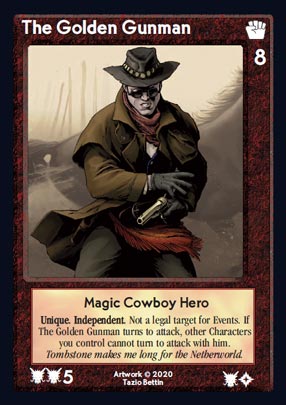 The Golden Gunman
8
Magic Cowboy Hero
Unique. Independent. Not a legal target for Events. If
The Golden Gunman turns to attack, other Characters
you control cannot turn to attack with him.
Tombstone makes me long for the Netherworld.
5
Artwork © 2020
Tazio Bettin